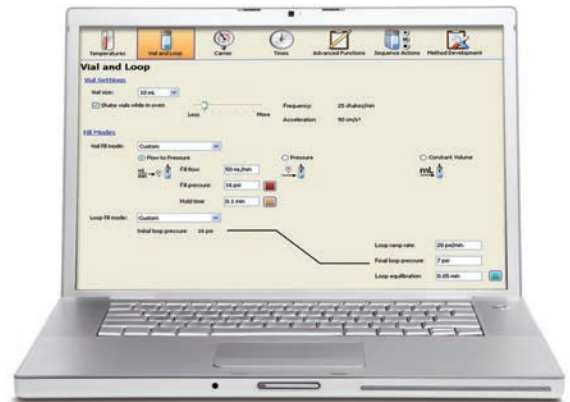 Temperatures Vial and Loop Carrier Times Advanced Functions Sequence Actions Method Development
Vial and Loop
Vial Settings
Vial size: 10 mL
Shake vials while in oven
Less More
Frequency: 25 shakes/min
Acceleration: 90 cm/s²
Fill Modes
Vial fill mode: Custom
Flow to Pressure Pressure Constant Volume
Fill flow: 50 mL/min
mL
Fill pressure: 16 psi
Hold time: 0.1 min
Loop fill mode: Custom
Initial loop pressure 16 psi
Loop ramp rate: 20 psi/min
Final loop pressure: 7 psi
Loop equilibration: 0.05 min